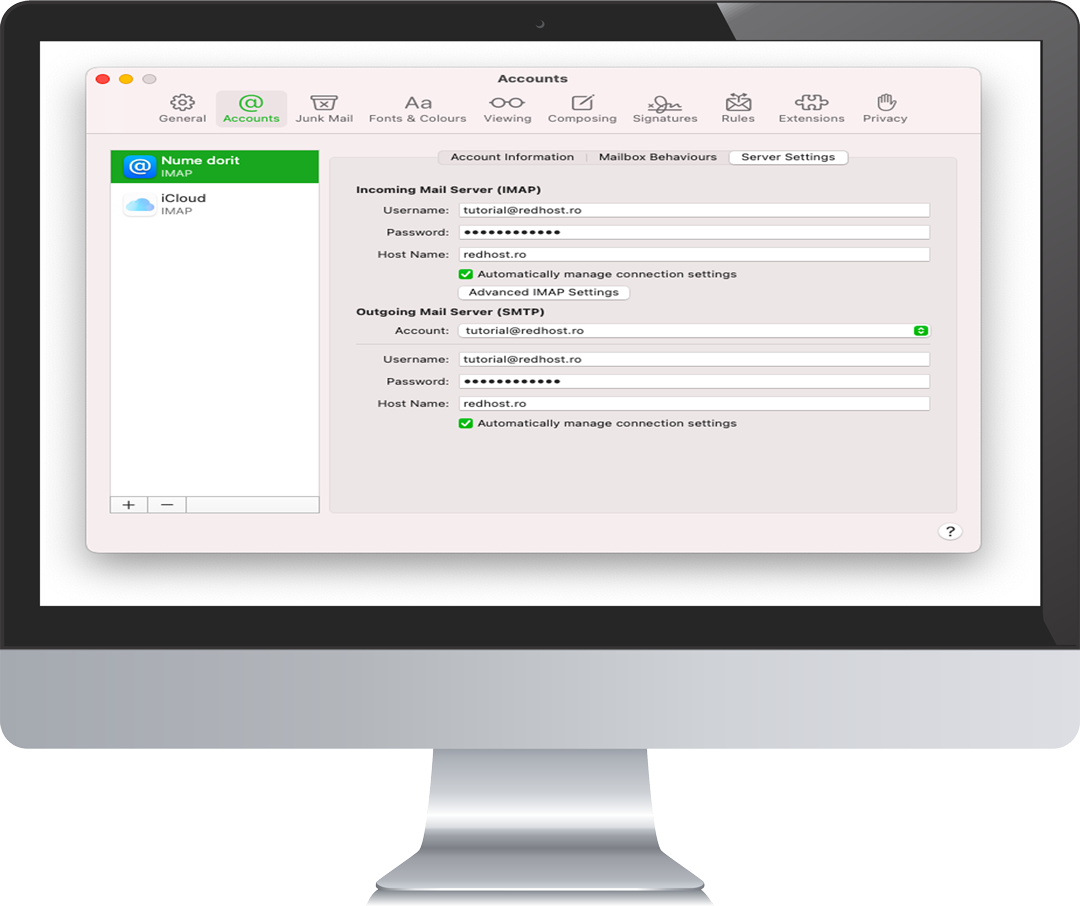 Accounts
General Accounts Junk Mail Fonts & Colours Viewing Composing Signatures Rules Extensions Privacy
Nume dorit
IMAP
iCloud
IMAP
Account Information Mailbox Behaviours Server Settings
Incoming Mail Server (IMAP)
Username: tutorial@redhost.ro
Password: ••••••••••••
Host Name: redhost.ro
Automatically manage connection settings
Advanced IMAP Settings
Outgoing Mail Server (SMTP)
Account: tutorial@redhost.ro
Username: tutorial@redhost.ro
Password: ••••••••••••
Host Name: redhost.ro
Automatically manage connection settings
?